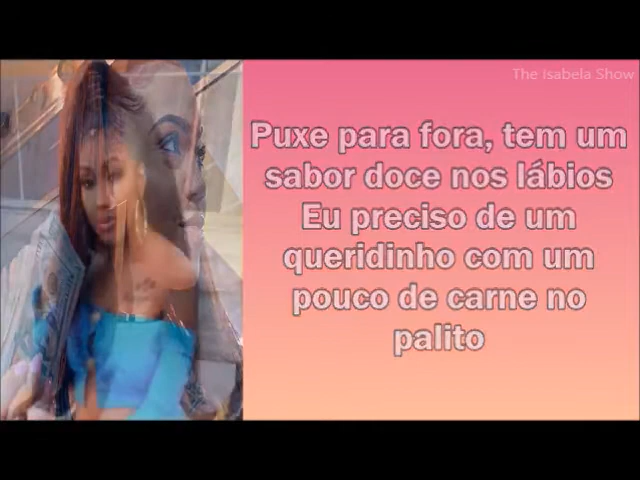 The Isabela Show
Puxe para fora, tem um
sabor doce nos lábios
Eu preciso de um
queridinho com um
pouco de carne no
palito